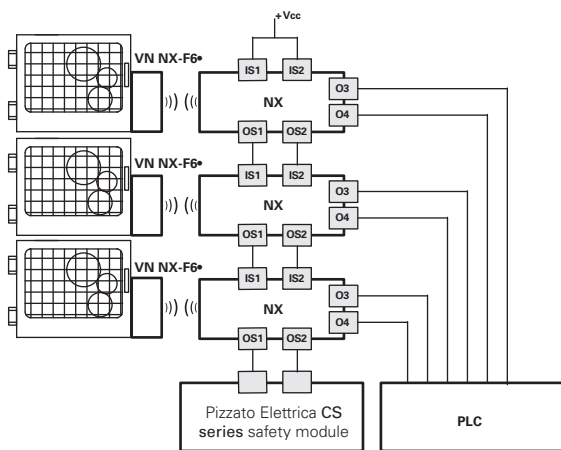 +Vcc
VN NX-F6•
IS1 IS2
NX
O3
O4
OS1 OS2
VN NX-F6•
IS1 IS2
NX
O3
O4
OS1 OS2
VN NX-F6•
IS1 IS2
NX
O3
O4
OS1 OS2
Pizzato Elettrica CS
series safety module
PLC